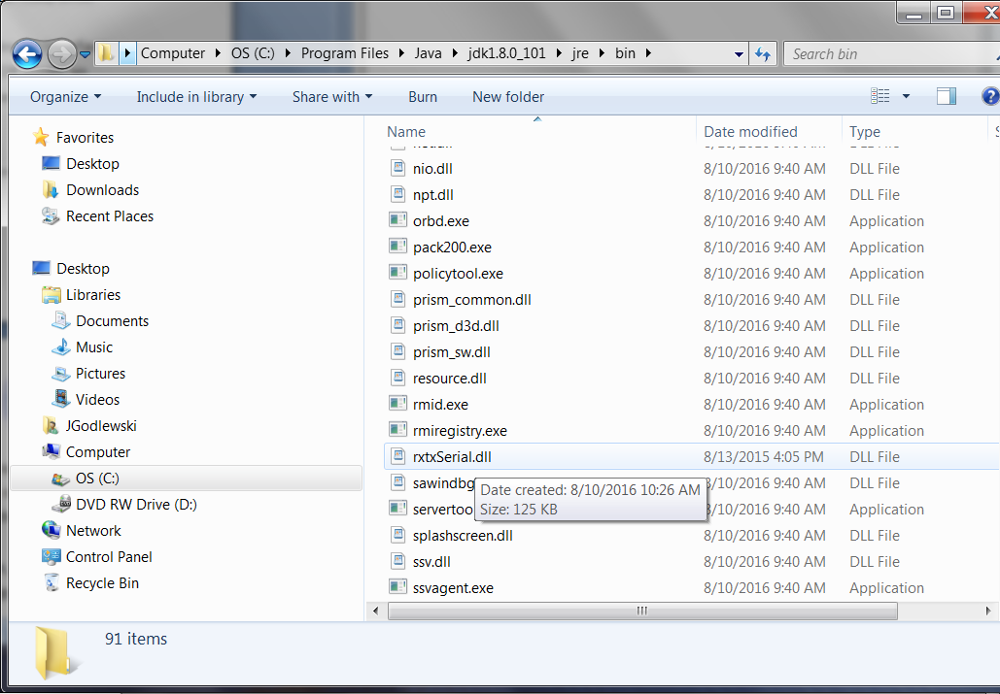 Computer OS (C:) Program Files Java jdk1.8.0_101 jre bin Search bin
Organize Include in library Share with Burn New folder
Name Date modified Type
Favorites
Desktop
Downloads
Recent Places
Desktop
Libraries
Documents
Music
Pictures
Videos
JGodlewski
Computer
OS (C:)
DVD RW Drive (D:)
Network
Control Panel
Recycle Bin
nio.dll 8/10/2016 9:40 AM DLL File
npt.dll 8/10/2016 9:40 AM DLL File
orbd.exe 8/10/2016 9:40 AM Application
pack200.exe 8/10/2016 9:40 AM Application
policytool.exe 8/10/2016 9:40 AM Application
prism_common.dll 8/10/2016 9:40 AM DLL File
prism_d3d.dll 8/10/2016 9:40 AM DLL File
prism_sw.dll 8/10/2016 9:40 AM DLL File
resource.dll 8/10/2016 9:40 AM DLL File
rmid.exe 8/10/2016 9:40 AM Application
rmiregistry.exe 8/10/2016 9:40 AM Application
rxtxSerial.dll 8/13/2015 4:05 PM DLL File
sawindbg /10/2016 9:40 AM DLL File
Date created: 8/10/2016 10:26 AM
Size: 125 KB
servertoo /10/2016 9:40 AM Application
splashscreen.dll 8/10/2016 9:40 AM DLL File
ssv.dll 8/10/2016 9:40 AM DLL File
ssvagent.exe 8/10/2016 9:40 AM Application
91 items